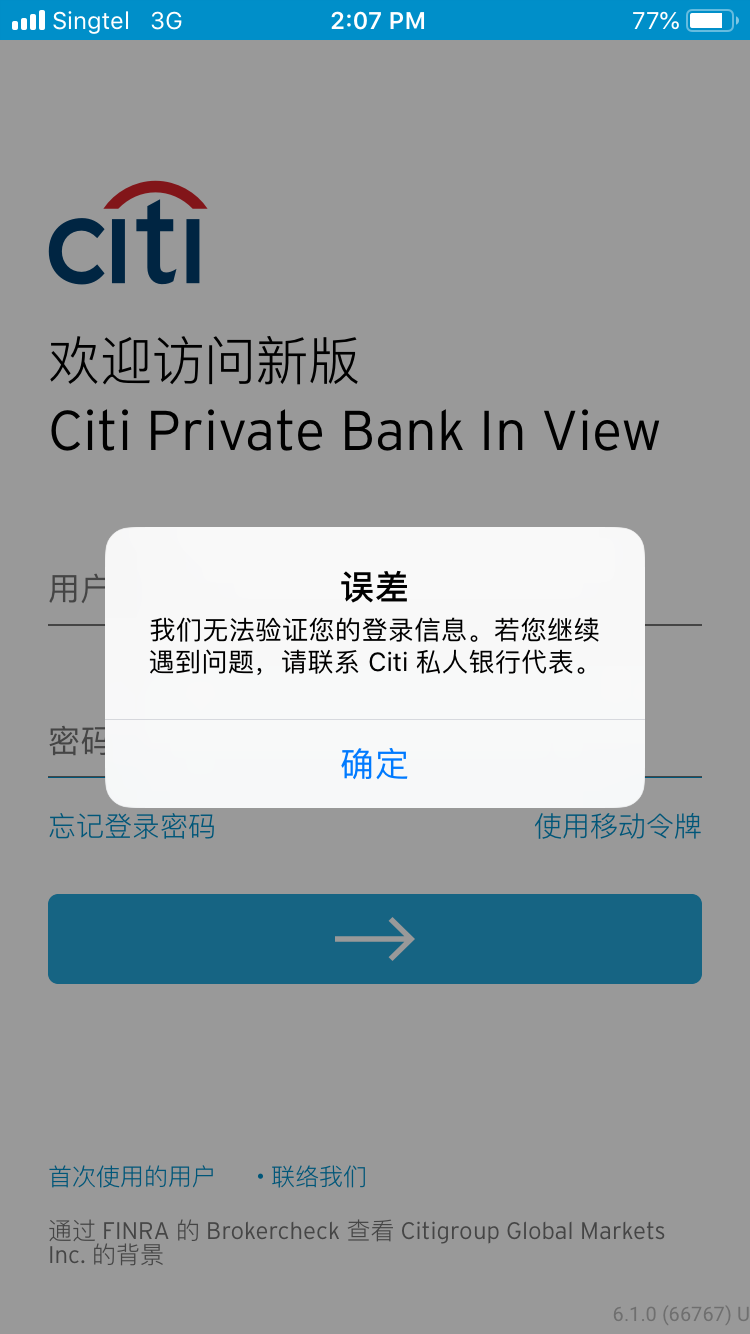 Singtel 3G 2:07 PM 77%
citi
欢迎访问新版
Citi Private Bank In View
用户
误差
我们无法验证您的登录信息。若您继续
遇到问题，请联系 Citi 私人银行代表。
密码
确定
忘记登录密码 使用移动令牌
首次使用的用户 • 联络我们
通过 FINRA 的 Brokercheck 查看 Citigroup Global Markets
Inc. 的背景
6.1.0 (66767) U